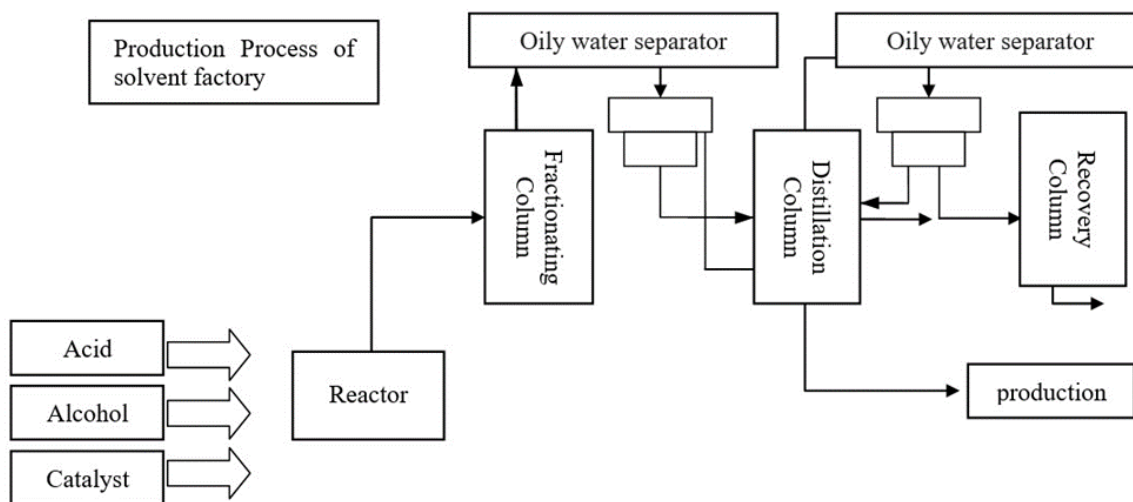 Production Process of
solvent factory
Oily water separator
Oily water separator
Fractionating
Column
Distillation
Column
Recovery
Column
Acid
Alcohol
Catalyst
Reactor
production